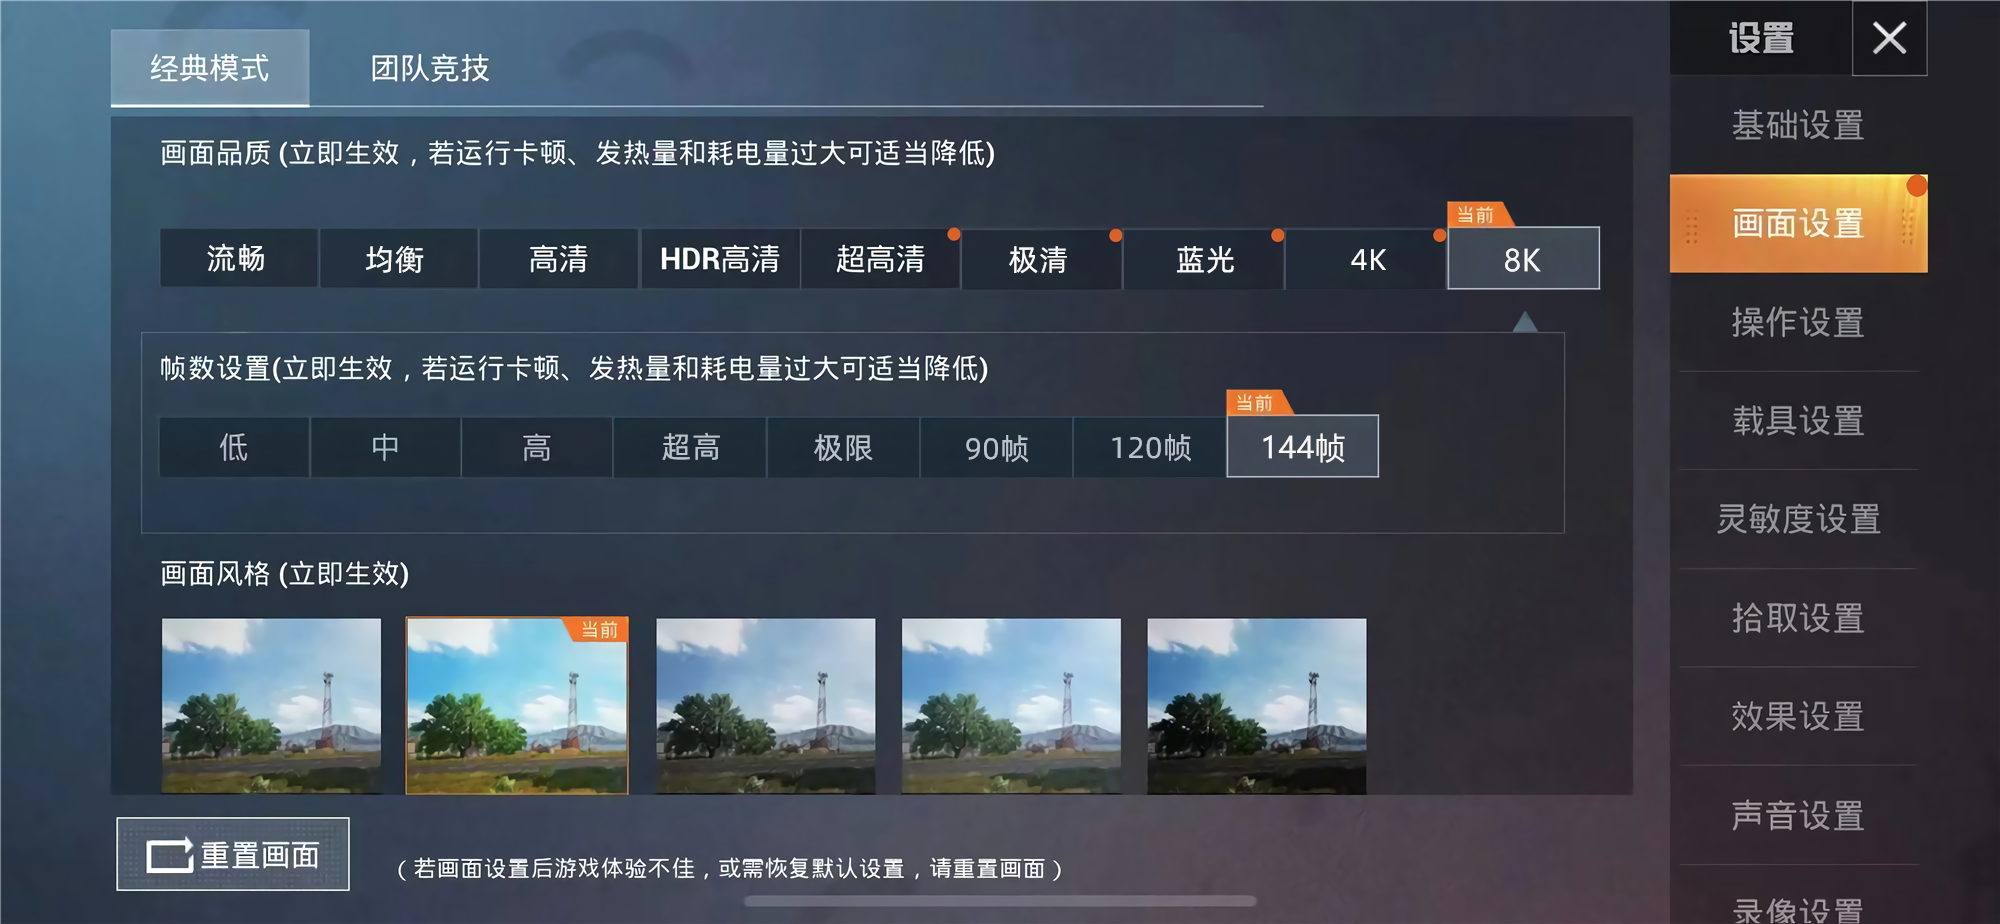 经典模式
团队竞技
画面品质 (立即生效，若运行卡顿、发热量和耗电量过大可适当降低)
当前
流畅
均衡
高清
HDR高清
超高清
极清
蓝光
4K
8K
帧数设置(立即生效，若运行卡顿、发热量和耗电量过大可适当降低)
当前
低
中
高
超高
极限
90帧
120帧
144帧
画面风格 (立即生效)
当前
重置画面
（若画面设置后游戏体验不佳，或需恢复默认设置，请重置画面）
设置
基础设置
画面设置
操作设置
载具设置
灵敏度设置
拾取设置
效果设置
声音设置
录像设置